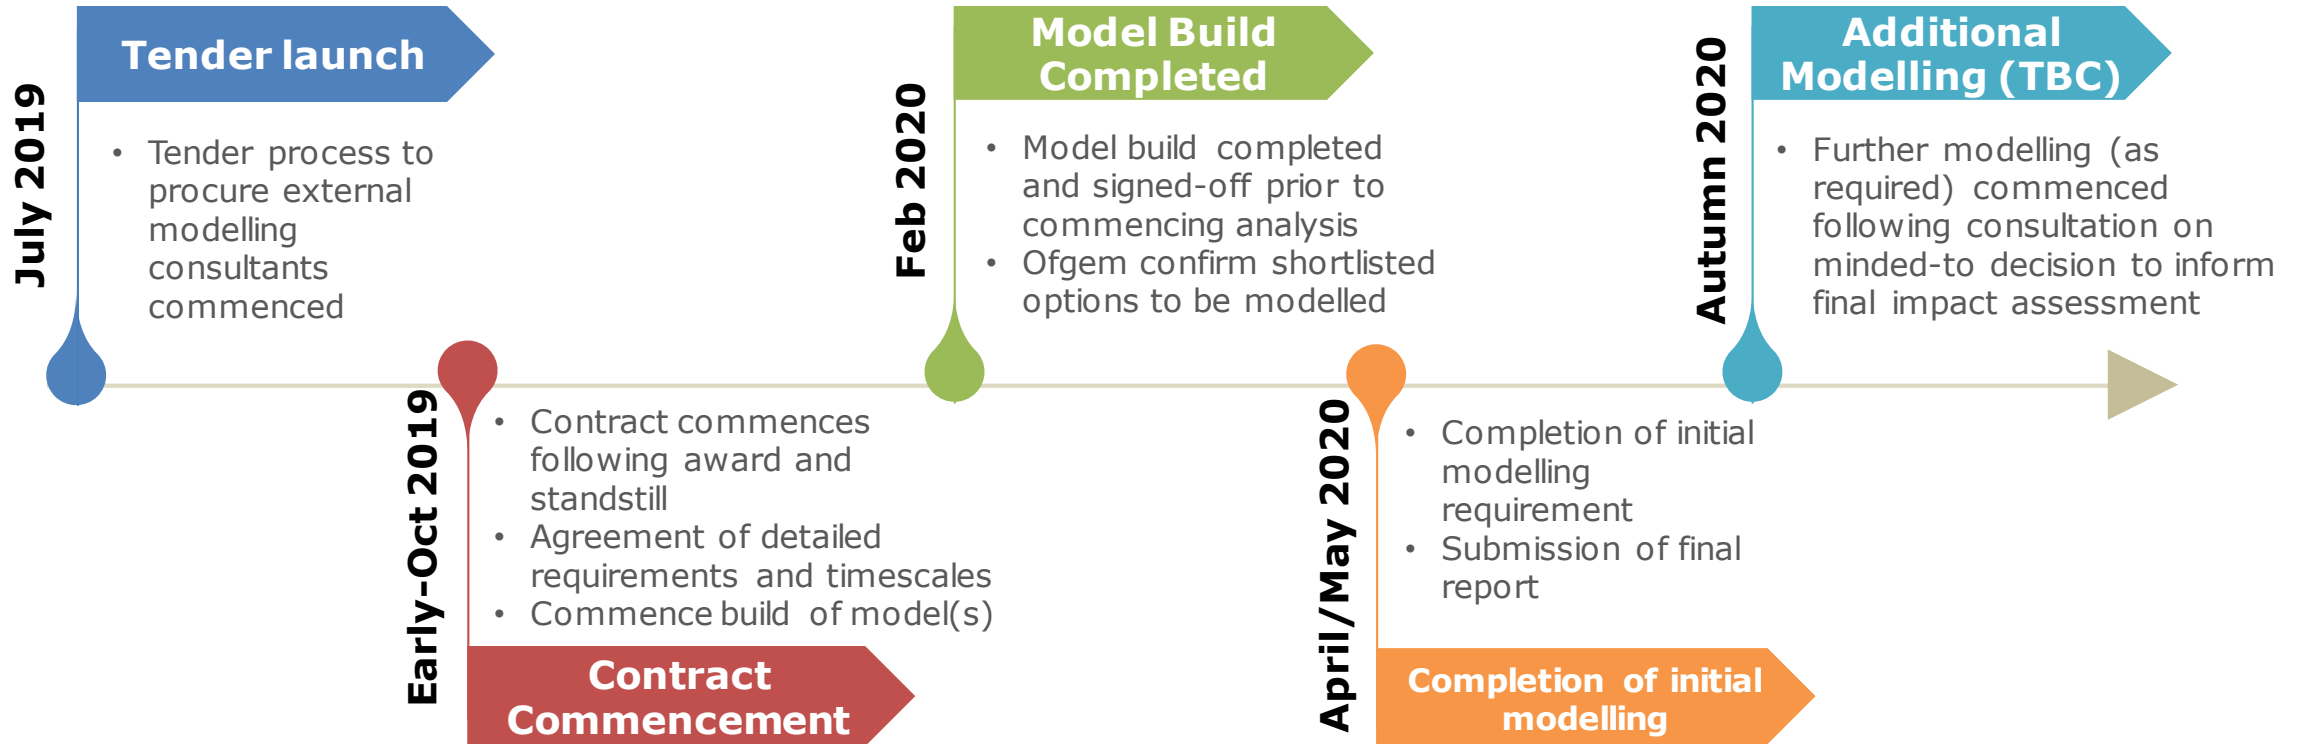 July 2019
Tender launch
• Tender process to
procure external
modelling
consultants
commenced
Early-Oct 2019
• Contract commences
following award and
standstill
• Agreement of detailed
requirements and timescales
• Commence build of model(s)
Contract
Commencement
Feb 2020
Model Build
Completed
• Model build completed
and signed-off prior to
commencing analysis
• Ofgem confirm shortlisted
options to be modelled
April/May 2020
• Completion of initial
modelling
requirement
• Submission of final
report
Completion of initial
modelling
Autumn 2020
Additional
Modelling (TBC)
• Further modelling (as
required) commenced
following consultation on
minded-to decision to inform
final impact assessment